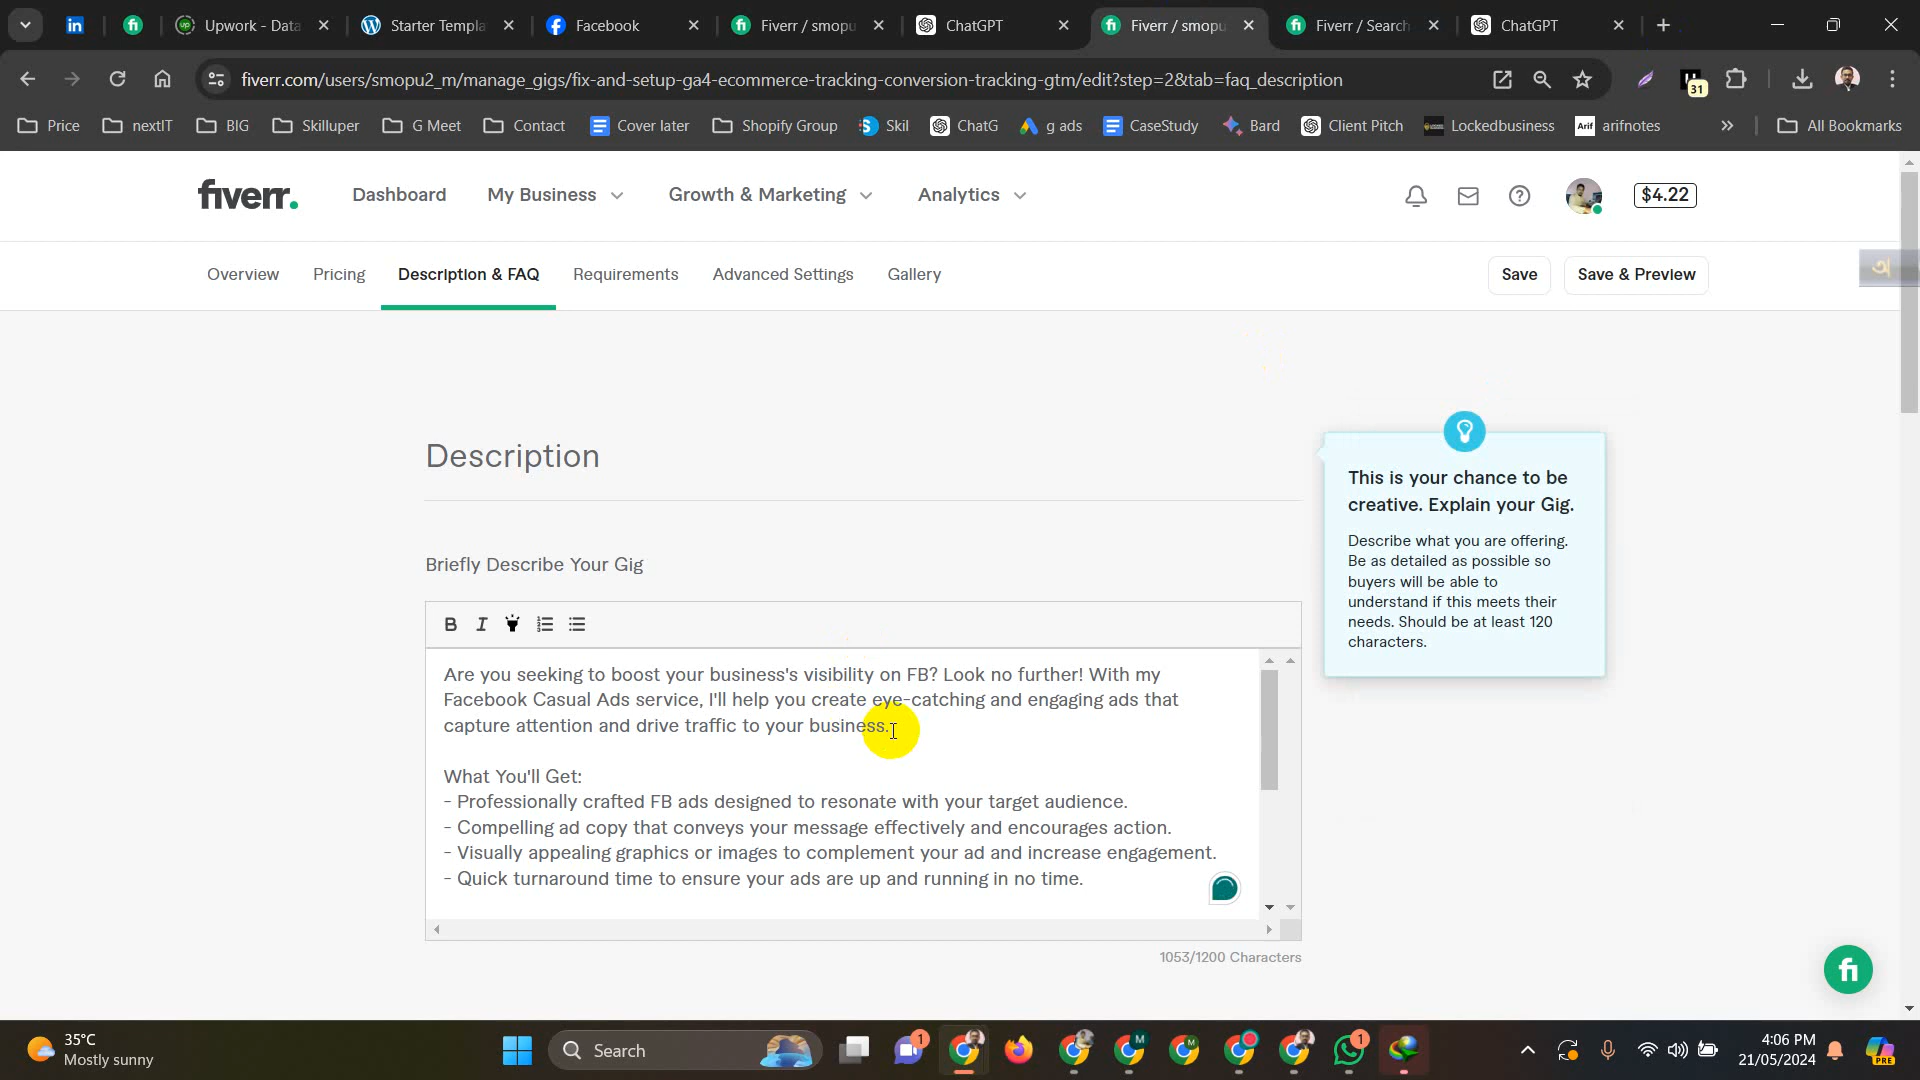 Upwork - Data
Starter Templa
Facebook
Fiverr / smopu
ChatGPT
Fiverr / smopu
Fiverr / Search
ChatGPT
fiverr.com/users/smopu2_m/manage_gigs/fix-and-setup-ga4-ecommerce-tracking-conversion-tracking-gtm/edit?step=2&tab=faq_description
31
Price
nextIT
BIG
Skilluper
G Meet
Contact
Cover later
Shopify Group
Skil
ChatG
g ads
CaseStudy
Bard
Client Pitch
Lockedbusiness
Arif
arifnotes
All Bookmarks
fiverr.
Dashboard
My Business
Growth & Marketing
Analytics
$4.22
Overview
Pricing
Description & FAQ
Requirements
Advanced Settings
Gallery
Save
Save & Preview
অ
Description
Briefly Describe Your Gig
B I
Are you seeking to boost your business's visibility on FB? Look no further! With my
Facebook Casual Ads service, I'll help you create eye-catching and engaging ads that
capture attention and drive traffic to your business.
What You'll Get:
- Professionally crafted FB ads designed to resonate with your target audience.
- Compelling ad copy that conveys your message effectively and encourages action.
- Visually appealing graphics or images to complement your ad and increase engagement.
- Quick turnaround time to ensure your ads are up and running in no time.
1053/1200 Characters
This is your chance to be
creative. Explain your Gig.
Describe what you are offering.
Be as detailed as possible so
buyers will be able to
understand if this meets their
needs. Should be at least 120
characters.
fi
35°C
Mostly sunny
Search
1
1
4:06 PM
21/05/2024
PRE